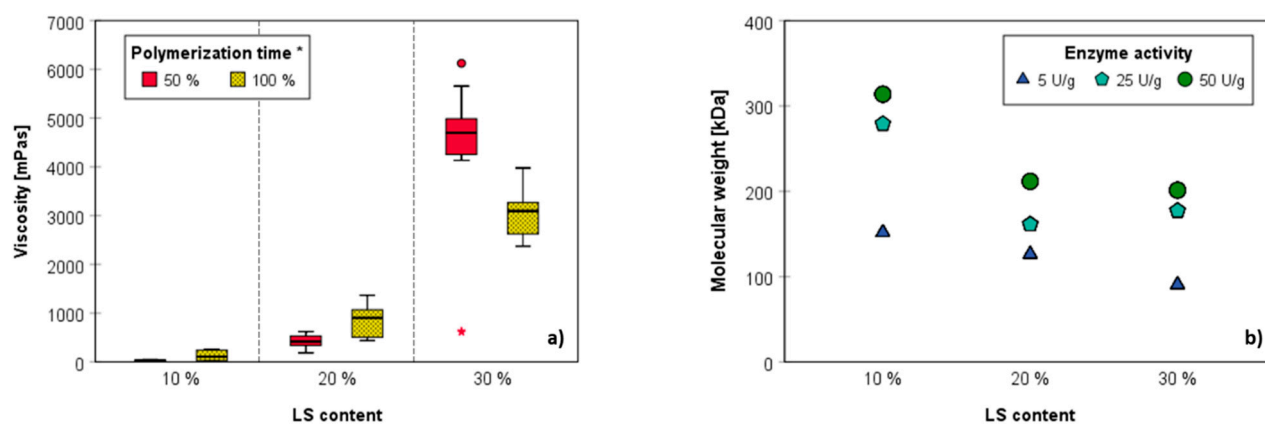 Viscosity [mPas]
7000
6000
5000
4000
3000
2000
1000
0
Polymerization time *
50 % 100 %
a)
10 % 20 % 30 %
LS content
Molecular weight [kDa]
400
300
200
100
0
Enzyme activity
5 U/g 25 U/g 50 U/g
b)
10 % 20 % 30 %
LS content